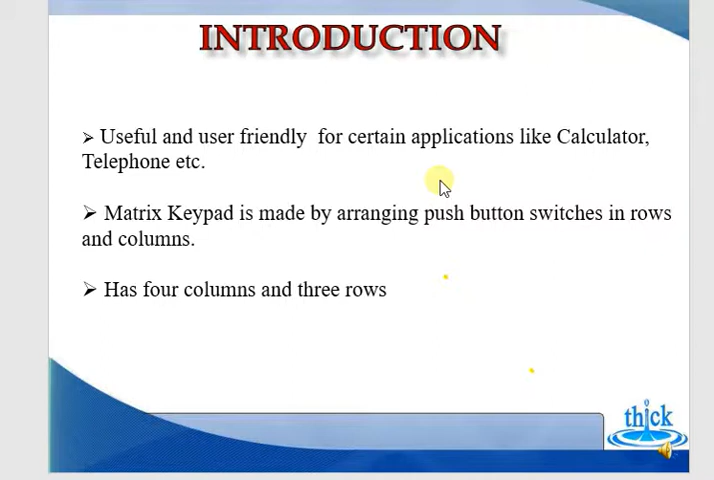 INTRODUCTION
➢ Useful and user friendly for certain applications like Calculator,
Telephone etc.
➢ Matrix Keypad is made by arranging push button switches in rows
and columns.
➢ Has four columns and three rows
thick